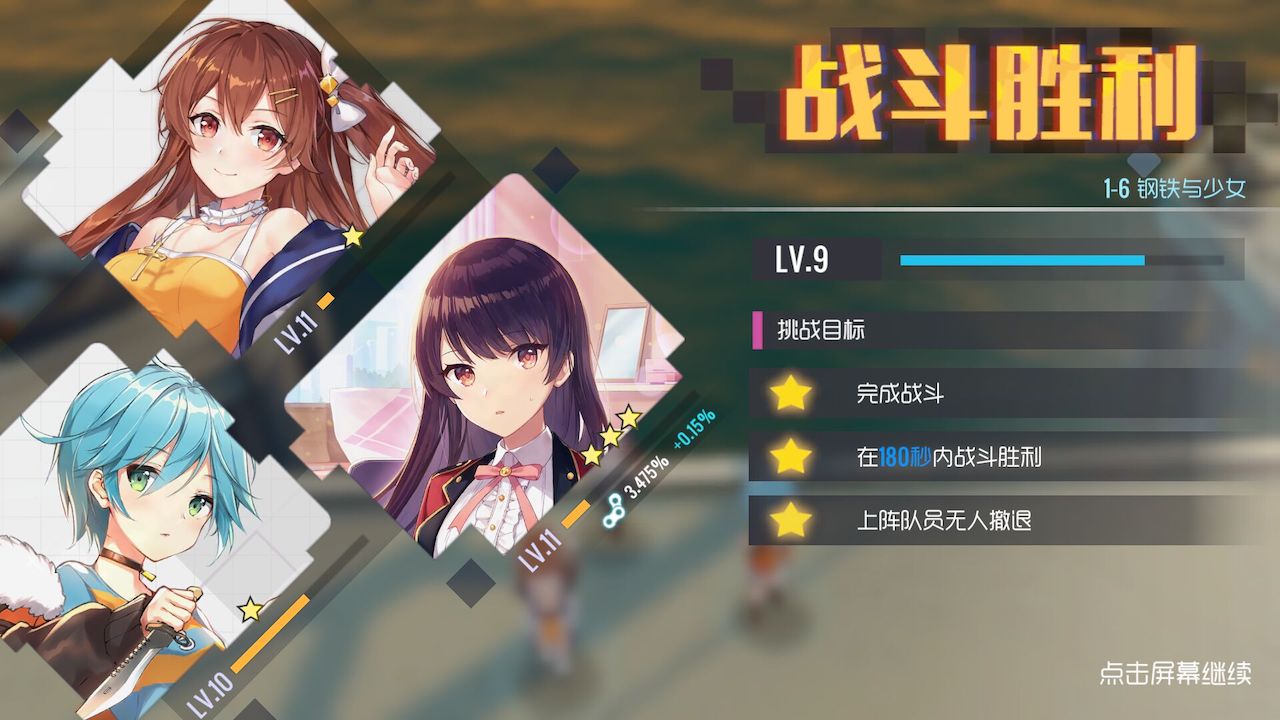 战斗胜利
1-6 钢铁与少女
LV.9
挑战目标
完成战斗
在180秒内战斗胜利
上阵队员无人撤退
LV.11
+0.15%
3.475%
LV.11
LV.10
点击屏幕继续